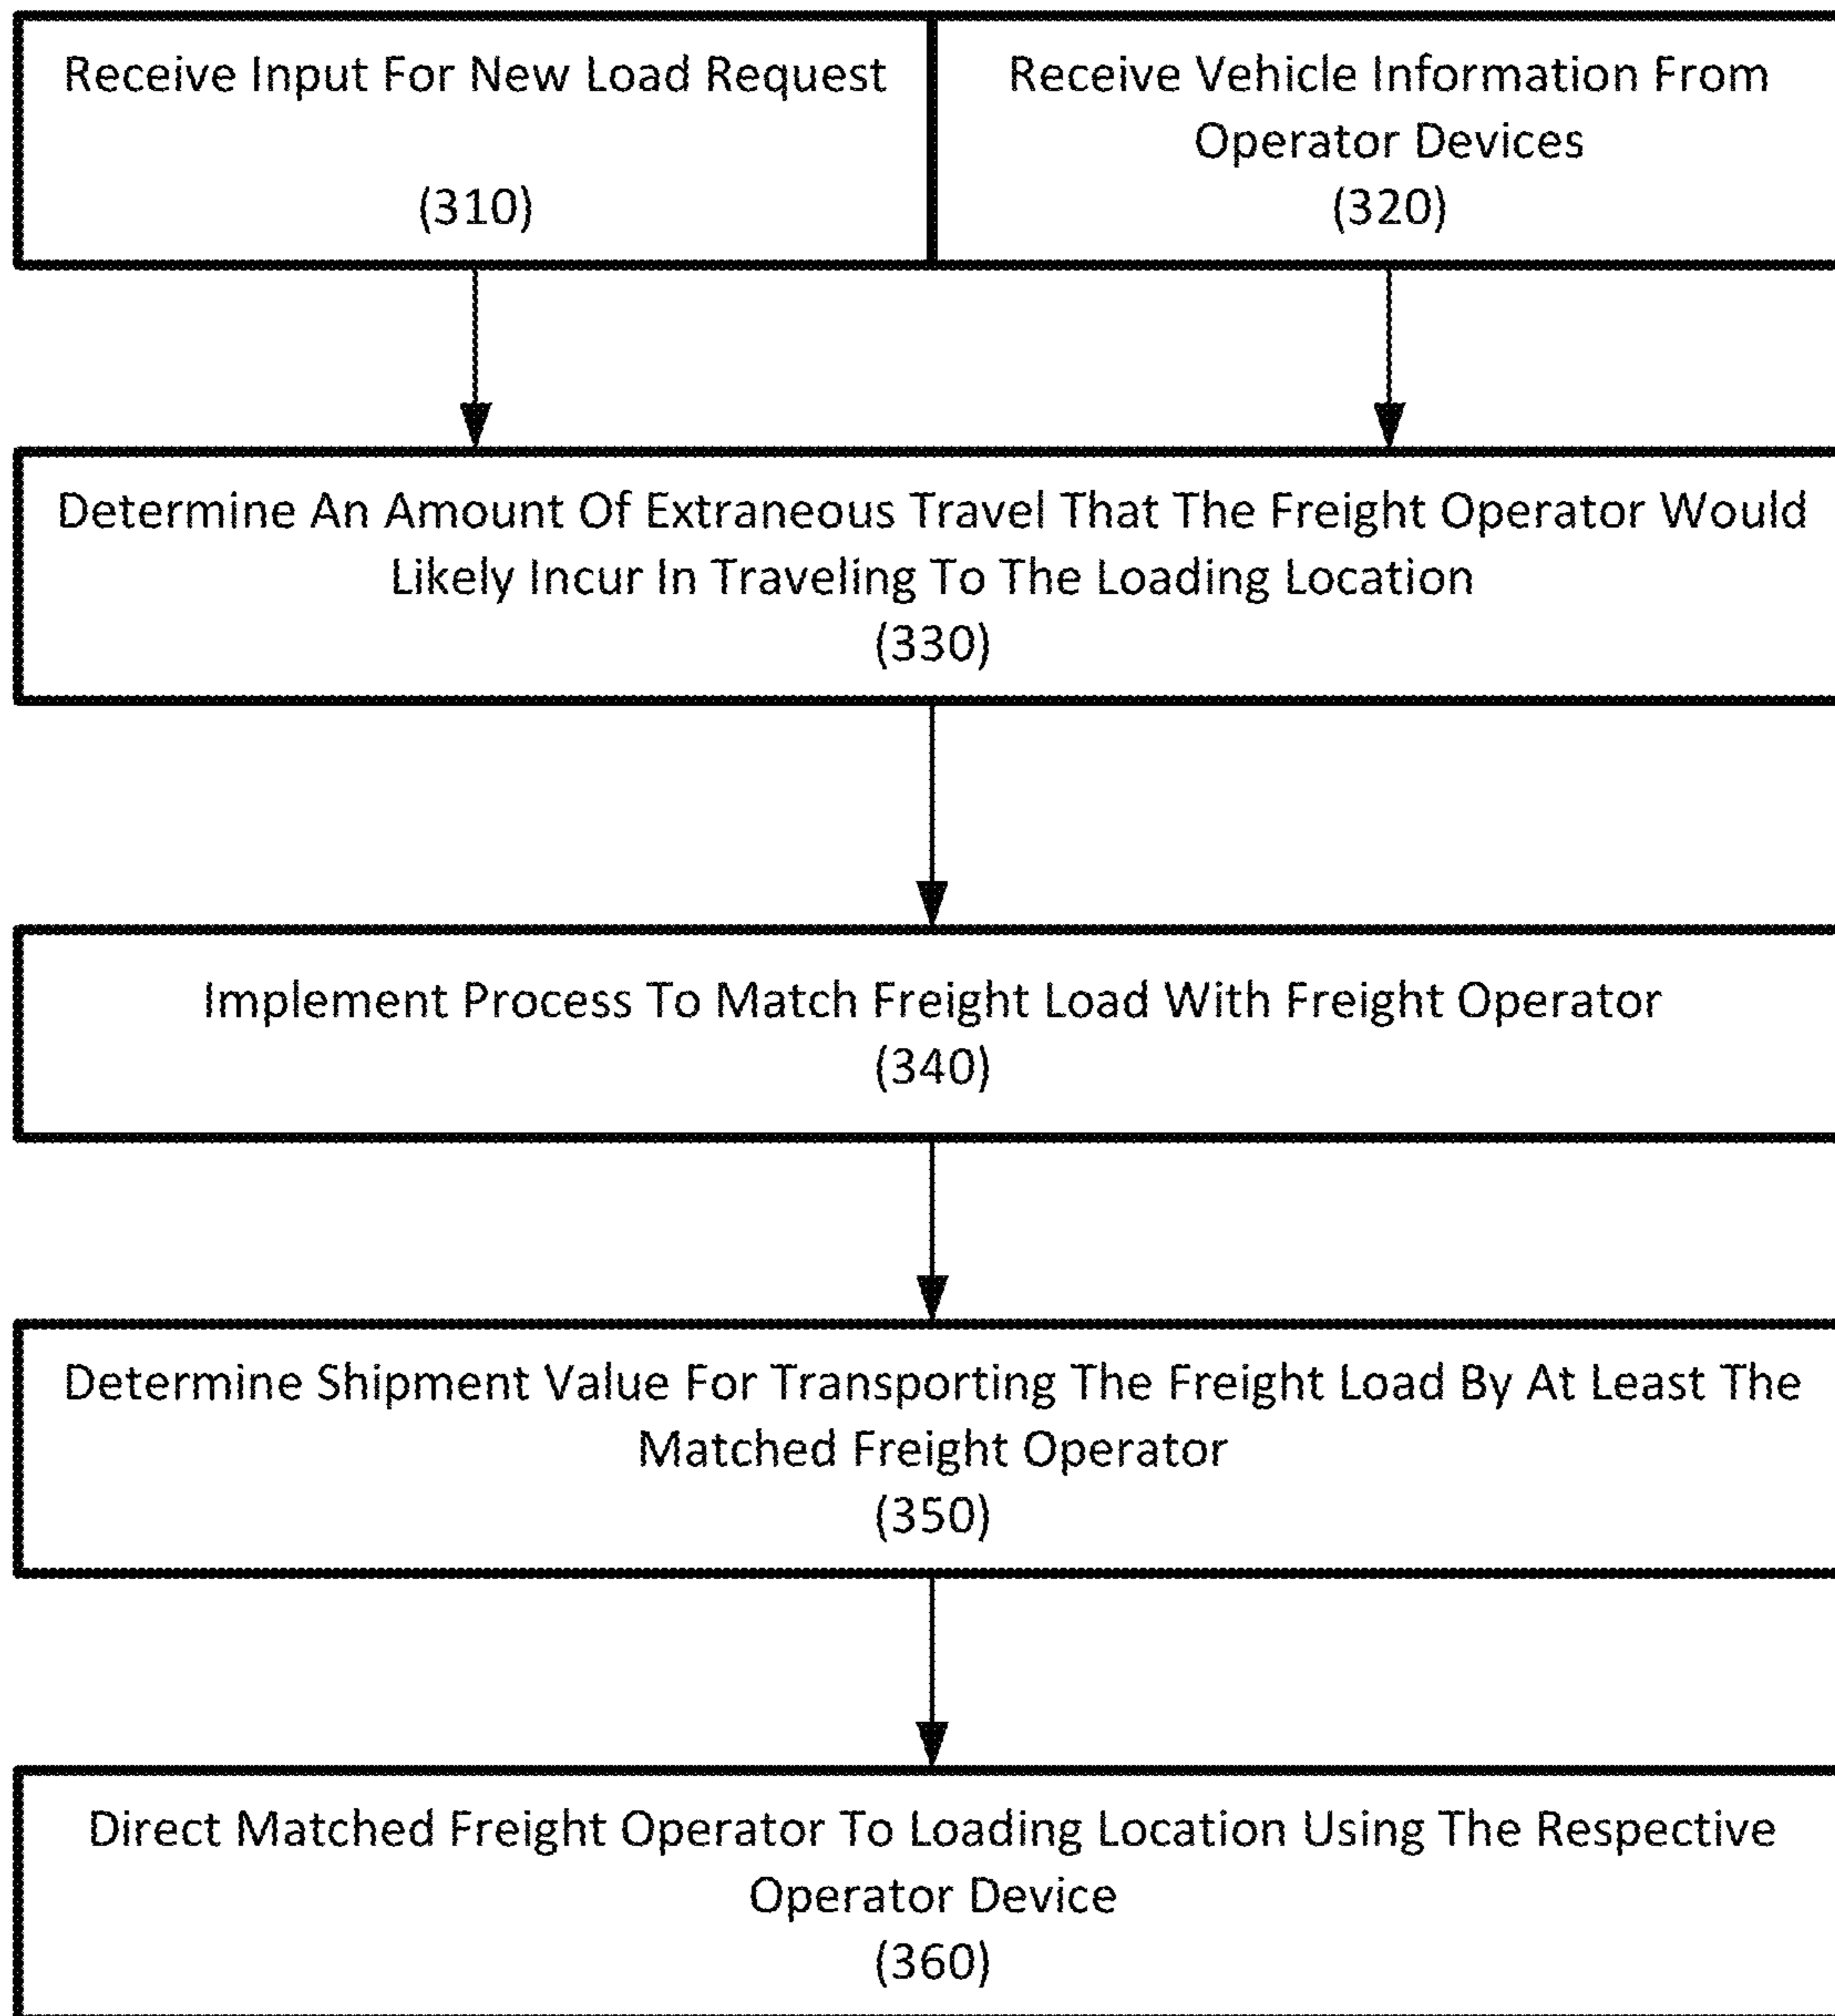 Receive Input For New Load Request
(310)
Receive Vehicle Information From
Operator Devices
(320)
Determine An Amount Of Extraneous Travel That The Freight Operator Would
Likely Incur In Traveling To The Loading Location
(330)
Implement Process To Match Freight Load With Freight Operator
(340)
Determine Shipment Value For Transporting The Freight Load By At Least The
Matched Freight Operator
(350)
Direct Matched Freight Operator To Loading Location Using The Respective
Operator Device
(360)